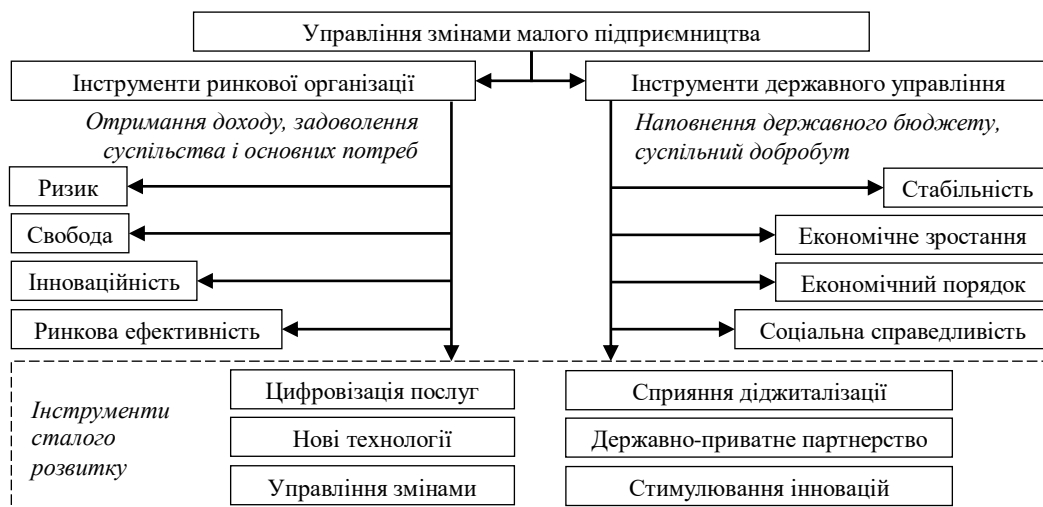 Управління змінами малого підприємництва
Інструменти ринкової організації
Інструменти державного управління
Отримання доходу, задоволення
суспільства і основних потреб
Наповнення державного бюджету,
суспільний добробут
Ризик
Стабільність
Свобода
Економічне зростання
Інноваційність
Економічний порядок
Ринкова ефективність
Соціальна справедливість
Інструменти
сталого
розвитку
Цифровізація послуг
Сприяння діджиталізації
Нові технології
Державно-приватне партнерство
Управління змінами
Стимулювання інновацій